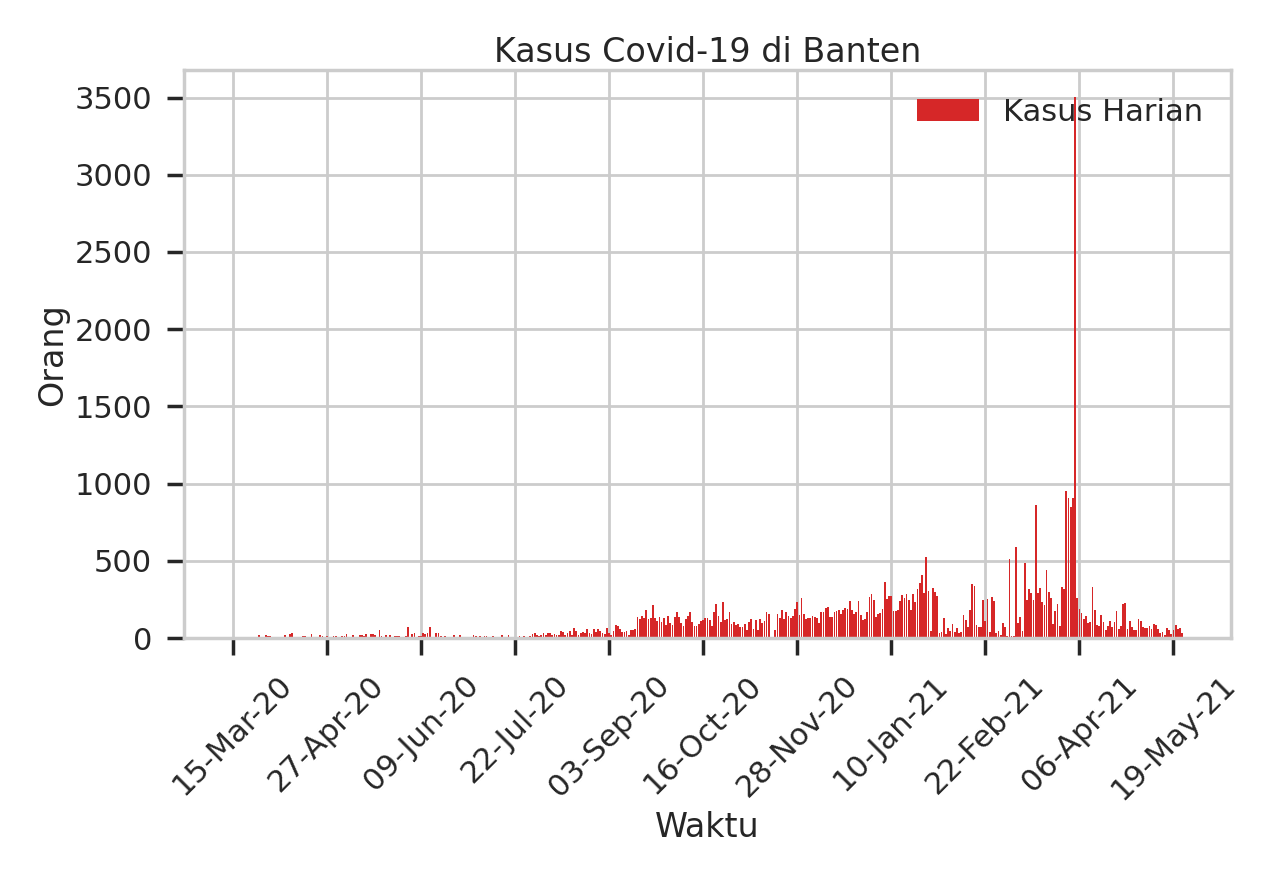 Kasus Covid-19 di Banten
Kasus Harian
Orang
3500
3000
2500
2000
1500
1000
500
0
15-Mar-20
27-Apr-20
09-Jun-20
22-Jul-20
03-Sep-20
16-Oct-20
28-Nov-20
10-Jan-21
22-Feb-21
06-Apr-21
19-May-21
Waktu